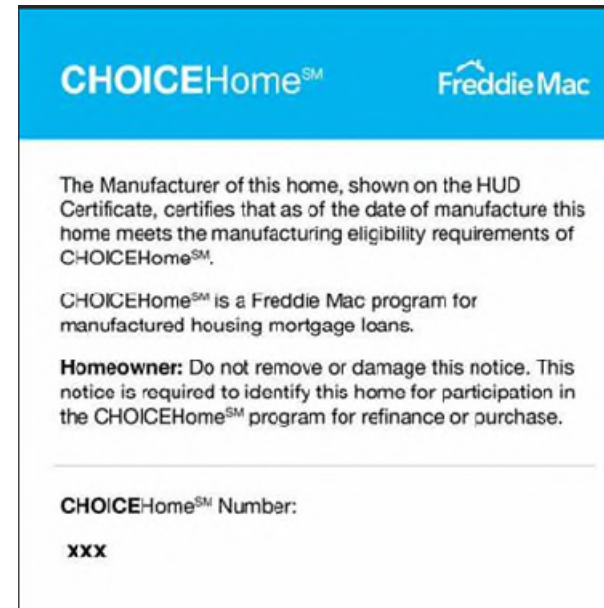 CHOICEHome℠
Freddie Mac
The Manufacturer of this home, shown on the HUD
Certificate, certifies that as of the date of manufacture this
home meets the manufacturing eligibility requirements of
CHOICEHome℠.
CHOICEHome℠ is a Freddie Mac program for
manufactured housing mortgage loans.
Homeowner: Do not remove or damage this notice. This
notice is required to identify this home for participation in
the CHOICEHome℠ program for refinance or purchase.
CHOICEHome℠ Number:
xxx